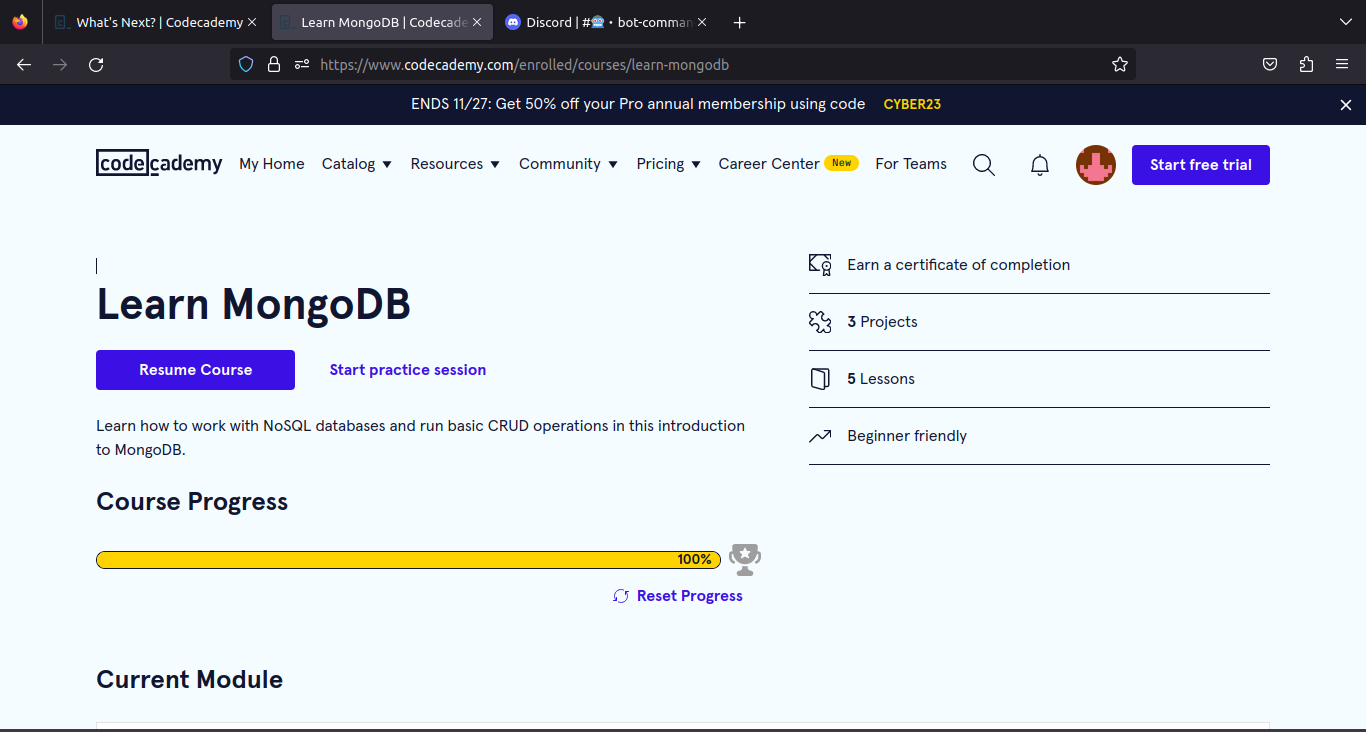 What's Next? | Codecademy
Learn MongoDB | Codecade
Discord | # • bot-comman
https://www.codecademy.com/enrolled/courses/learn-mongodb
ENDS 11/27: Get 50% off your Pro annual membership using code CYBER23
codecademy My Home Catalog Resources Community Pricing Career Center New For Teams Start free trial
Learn MongoDB
Resume Course Start practice session
Learn how to work with NoSQL databases and run basic CRUD operations in this introduction
to MongoDB.
Course Progress
100%
Reset Progress
Earn a certificate of completion
3 Projects
5 Lessons
Beginner friendly
Current Module